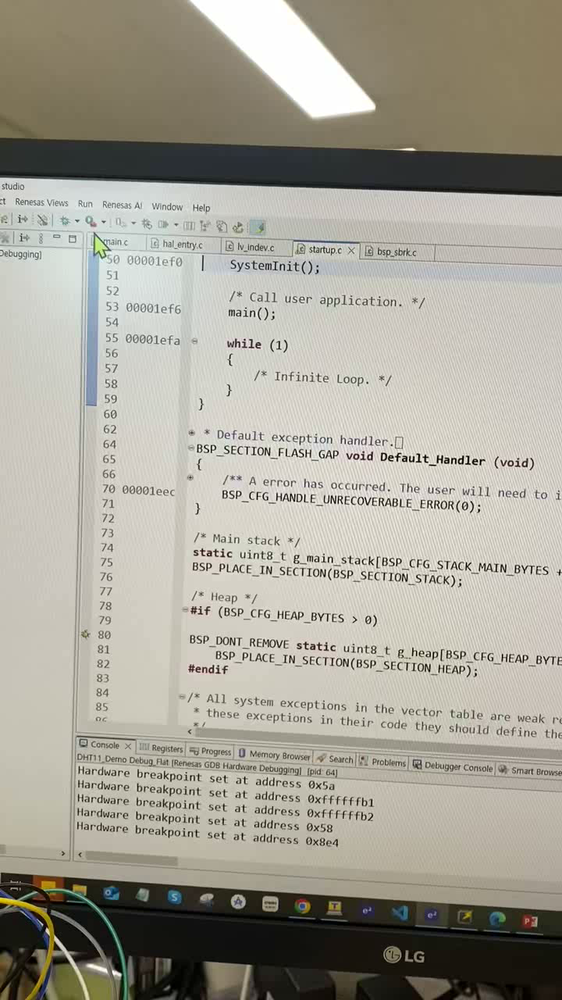 studio
ct Renesas Views Run Renesas AI Window Help
Debugging]
main.c hal_entry.c lv_indev.c startup.c bsp_sbrk.c
50 00001ef0 SystemInit();
51
52 /* Call user application. */
53 00001ef6 main();
54
55 00001efa while (1)
56 {
57 /* Infinite Loop. */
58 }
59 }
60
62 * Default exception handler.
64 BSP_SECTION_FLASH_GAP void Default_Handler (void)
65 {
66 /** A error has occurred. The user will need to i
70 00001eec BSP_CFG_HANDLE_UNRECOVERABLE_ERROR(0);
71 }
72
73 /* Main stack */
74 static uint8_t g_main_stack[BSP_CFG_STACK_MAIN_BYTES +
75 BSP_PLACE_IN_SECTION(BSP_SECTION_STACK);
76
77 /* Heap */
78 #if (BSP_CFG_HEAP_BYTES > 0)
79
80 BSP_DONT_REMOVE static uint8_t g_heap[BSP_CFG_HEAP_BYTE
81 BSP_PLACE_IN_SECTION(BSP_SECTION_HEAP);
82 #endif
83
84 /* All system exceptions in the vector table are weak re
85 * these exceptions in their code they should define the
*/
Console Registers Progress Memory Browser Search Problems Debugger Console Smart Browse
DHT11_Demo Debug_Flat [Renesas GDB Hardware Debugging] [pid: 64]
Hardware breakpoint set at address 0x5a
Hardware breakpoint set at address 0xffffffb1
Hardware breakpoint set at address 0xffffffb2
Hardware breakpoint set at address 0x58
Hardware breakpoint set at address 0x8e4
LG